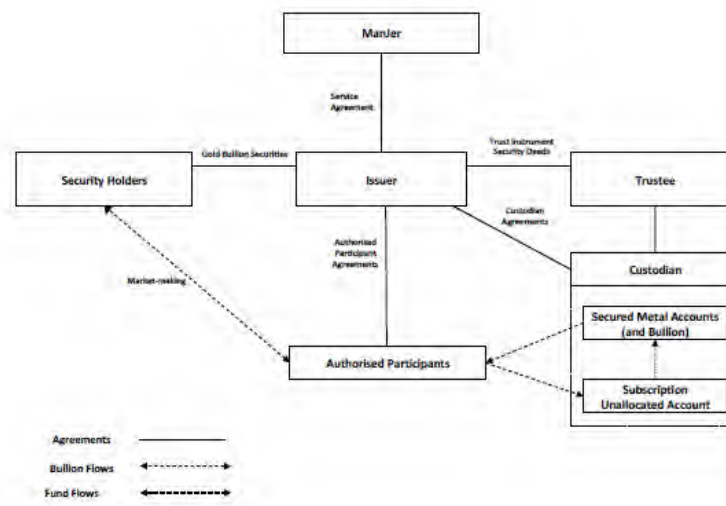 ManJer
Service
Agreement
Gold Bullion Securities
Trust Instrument
Security Deeds
Security Holders
Issuer
Trustee
Custodian
Agreements
Authorised
Participant
Agreements
Market-making
Custodian
Secured Metal Accounts
(and Bullion)
Authorised Participants
Subscription
Unallocated Account
Agreements
Bullion Flows
Fund Flows